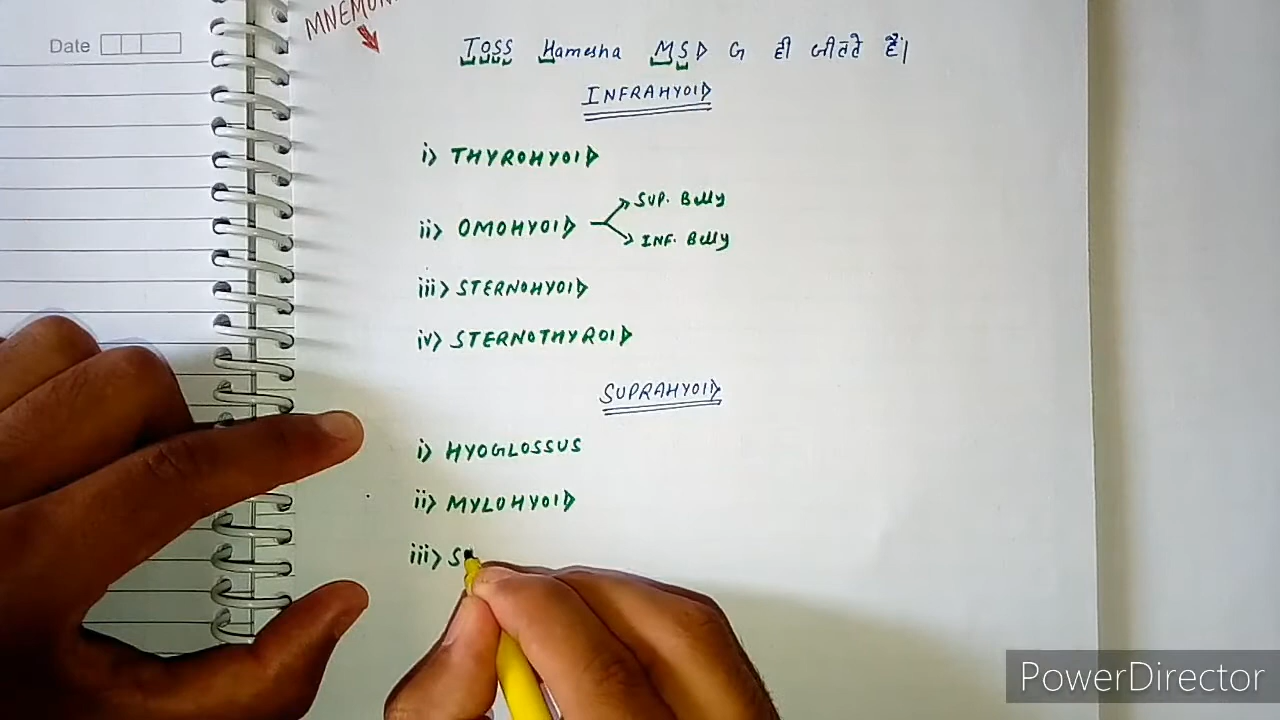 Date
MNEMON
TOSS Hamesha MSD G ही जीतते हैं।
INFRAHYOID
i> THYROHYOID
SUP. Belly
ii> OMOHYOID
INF. Belly
iii> STERNOHYOID
iv> STERNOTHYROID
SUPRAHYOID
i> HYOGLOSSUS
ii> MYLOHYOID
iii> S
PowerDirector